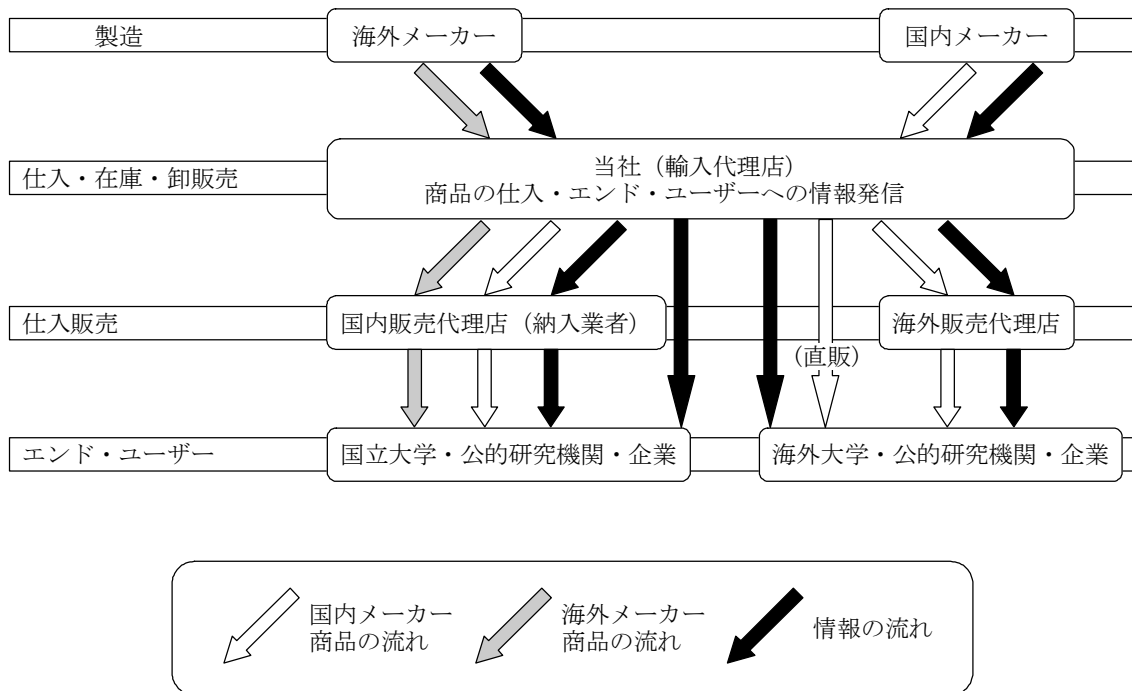 製造
海外メーカー
国内メーカー
仕入・在庫・卸販売
当社（輸入代理店）
商品の仕入・エンド・ユーザーへの情報発信
仕入販売
国内販売代理店（納入業者）
海外販売代理店
（直販）
エンド・ユーザー
国立大学・公的研究機関・企業
海外大学・公的研究機関・企業
国内メーカー
商品の流れ
海外メーカー
商品の流れ
情報の流れ